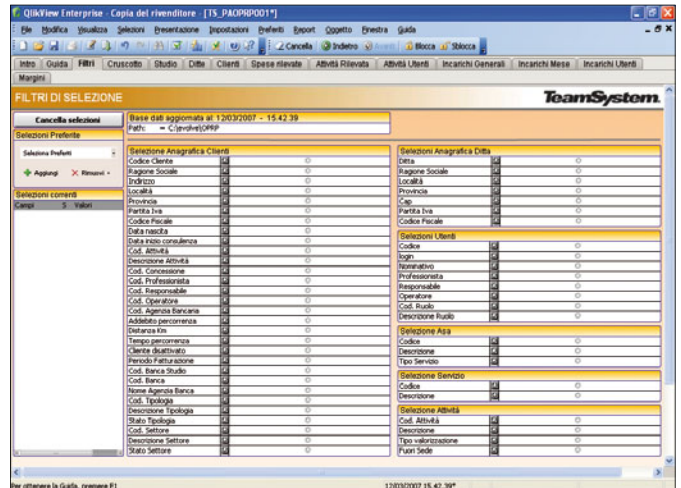 QlikView Enterprise - Copia del rivenditore - [TS_PAOPRP001*]
File Modifica Visualizza Selezioni Presentazione Impostazioni Preferiti Report Oggetto Finestra Guida
Cancella Indietro Blocca Sblocca
Intro Guida Filtri Cruscotto Studio Ditte Clienti Spese rilevate Attività Rilevata Attività Utenti Incarichi Generali Incarichi Mese Incarichi Utenti
Margini
FILTRI DI SELEZIONE
TeamSystem.
Cancella selezioni
Base dati aggiornata al: 12/03/2007 - 15.42.39
Path: = C:\evolve\OPRP
Selezioni Preferite
Seleziona Preferiti
Aggiungi Rimuovi
Selezioni correnti
Campi S Valori
Selezione Anagrafica Clienti
Codice Cliente
Ragione Sociale
Indirizzo
Località
Provincia
Partita Iva
Codice Fiscale
Data nascita
Data inizio consulenza
Cod. Attività
Descrizione Attività
Cod. Concessione
Cod. Professionista
Cod. Responsabile
Cod. Operatore
Cod. Agenzia Bancaria
Addebito percorrenza
Distanza Km
Tempo percorrenza
Cliente disattivato
Periodo Fatturazione
Cod. Banca Studio
Cod. Banca
Nome Agenzia Banca
Cod. Tipologia
Descrizione Tipologia
Stato Tipologia
Cod. Settore
Descrizione Settore
Stato Settore
Selezioni Anagrafica Ditta
Ditta
Ragione Sociale
Località
Provincia
Cap
Partita Iva
Codice Fiscale
Selezioni Utenti
Codice
login
Nominativo
Professionista
Responsabile
Operatore
Cod. Ruolo
Descrizione Ruolo
Selezione Asa
Codice
Descrizione
Tipo Servizio
Selezione Servizio
Codice
Descrizione
Selezione Attività
Cod. Attività
Descrizione
Tipo valorizzazione
Fuori Sede
Per ottenere la Guida, premere F1
12/03/2007 15.42.39*